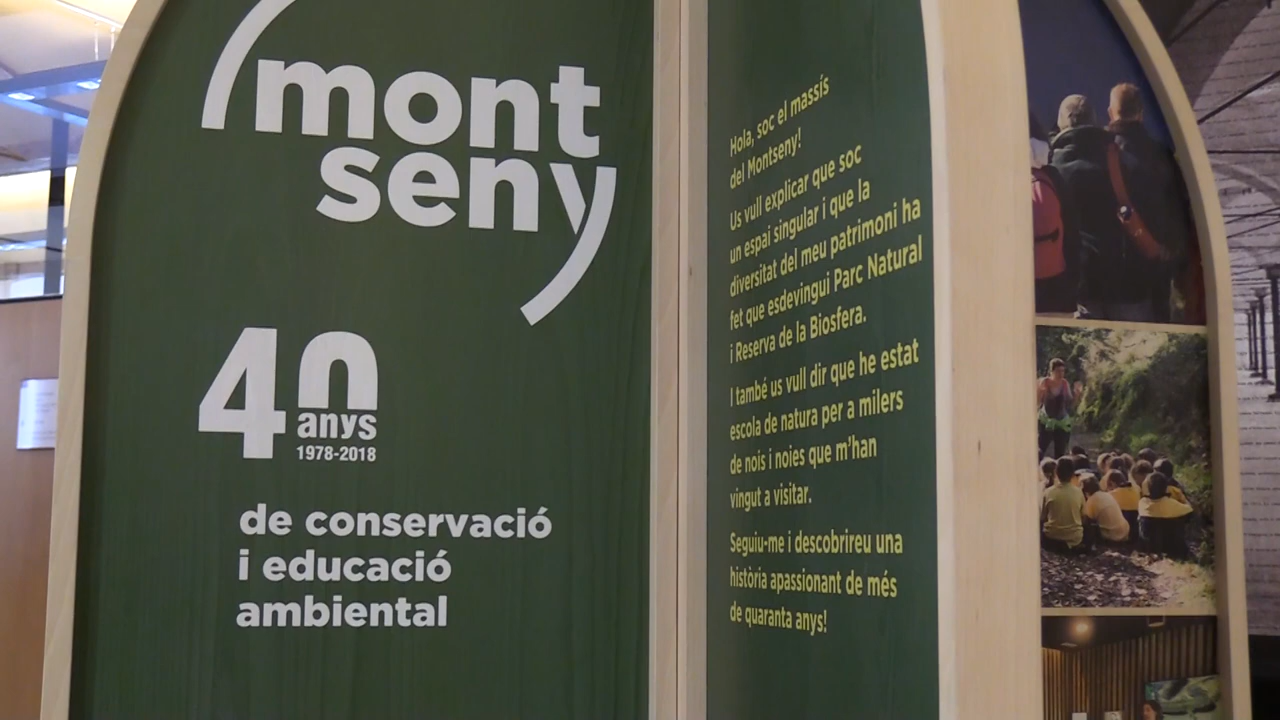 mont
seny
40
anys
1978-2018
de conservació
i educació
ambiental
Hola, soc el massís
del Montseny!
Us vull explicar que soc
un espai singular i que la
diversitat del meu patrimoni ha
fet que esdevingui Parc Natural
i Reserva de la Biosfera.
I també us vull dir que he estat
escola de natura per a milers
de nois i noies que m'han
vingut a visitar.
Seguiu-me i descobrireu una
història apassionant de més
de quaranta anys!